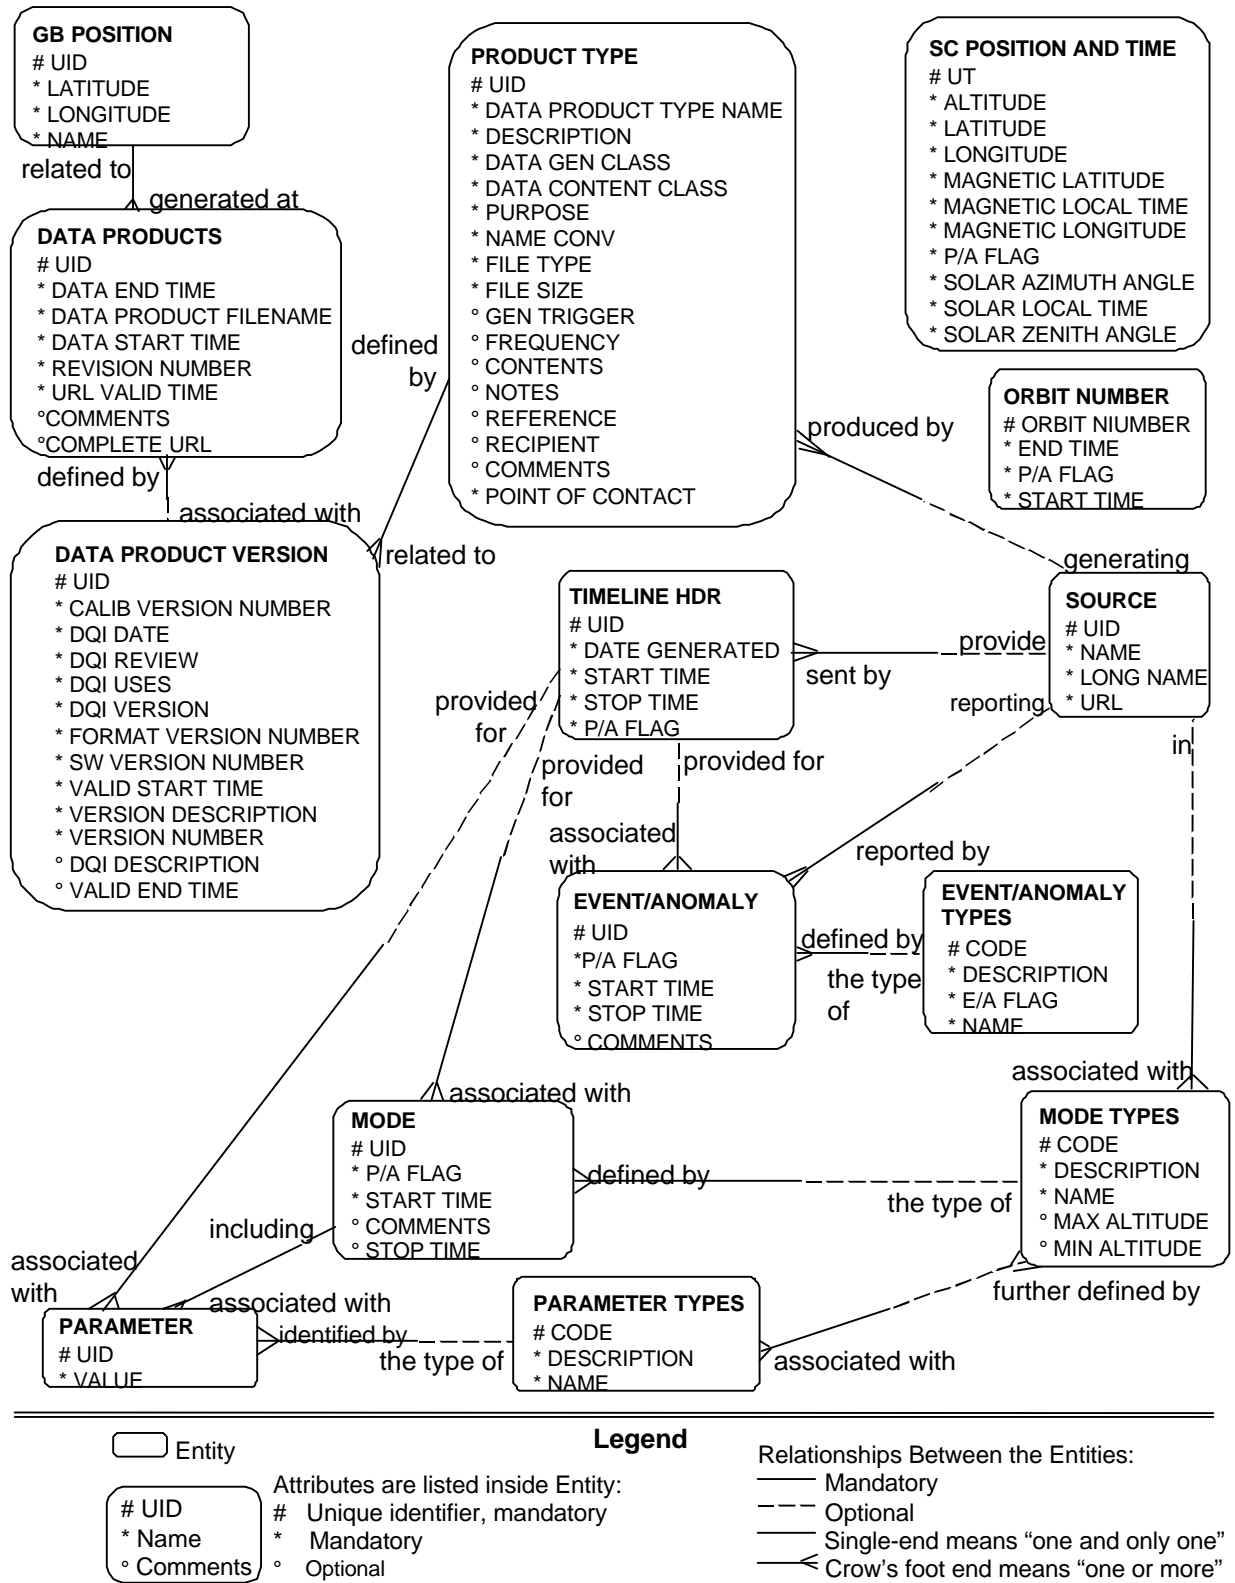 GB POSITION
# UID
* LATITUDE
* LONGITUDE
* NAME
related to
generated at
DATA PRODUCTS
# UID
* DATA END TIME
* DATA PRODUCT FILENAME
* DATA START TIME
* REVISION NUMBER
* URL VALID TIME
°COMMENTS
°COMPLETE URL
defined by
associated with
DATA PRODUCT VERSION
# UID
* CALIB VERSION NUMBER
* DQI DATE
* DQI REVIEW
* DQI USES
* DQI VERSION
* FORMAT VERSION NUMBER
* SW VERSION NUMBER
* VALID START TIME
* VERSION DESCRIPTION
* VERSION NUMBER
° DQI DESCRIPTION
° VALID END TIME
PRODUCT TYPE
# UID
* DATA PRODUCT TYPE NAME
* DESCRIPTION
* DATA GEN CLASS
* DATA CONTENT CLASS
* PURPOSE
* NAME CONV
* FILE TYPE
* FILE SIZE
° GEN TRIGGER
° FREQUENCY
° CONTENTS
° NOTES
° REFERENCE
° RECIPIENT
° COMMENTS
* POINT OF CONTACT
defined
by
related to
SC POSITION AND TIME
# UT
* ALTITUDE
* LATITUDE
* LONGITUDE
* MAGNETIC LATITUDE
* MAGNETIC LOCAL TIME
* MAGNETIC LONGITUDE
* P/A FLAG
* SOLAR AZIMUTH ANGLE
* SOLAR LOCAL TIME
* SOLAR ZENITH ANGLE
ORBIT NUMBER
# ORBIT NIUMBER
* END TIME
* P/A FLAG
* START TIME
produced by
generating
SOURCE
# UID
* NAME
* LONG NAME
* URL
TIMELINE HDR
# UID
* DATE GENERATED
* START TIME
* STOP TIME
* P/A FLAG
provide
sent by
reporting
in
provided
for
provided
for
provided for
associated
with
reported by
EVENT/ANOMALY
# UID
*P/A FLAG
* START TIME
* STOP TIME
° COMMENTS
defined by
the type
of
EVENT/ANOMALY
TYPES
# CODE
* DESCRIPTION
* E/A FLAG
* NAME
associated with
associated with
MODE
# UID
* P/A FLAG
* START TIME
° COMMENTS
° STOP TIME
defined by
the type of
MODE TYPES
# CODE
* DESCRIPTION
* NAME
° MAX ALTITUDE
° MIN ALTITUDE
including
associated
with
associated with
further defined by
PARAMETER
# UID
* VALUE
identified by
the type of
PARAMETER TYPES
# CODE
* DESCRIPTION
* NAME
associated with
Legend
Entity
# UID
* Name
° Comments
Attributes are listed inside Entity:
# Unique identifier, mandatory
* Mandatory
° Optional
Relationships Between the Entities:
Mandatory
Optional
Single-end means “one and only one”
Crow’s foot end means “one or more”